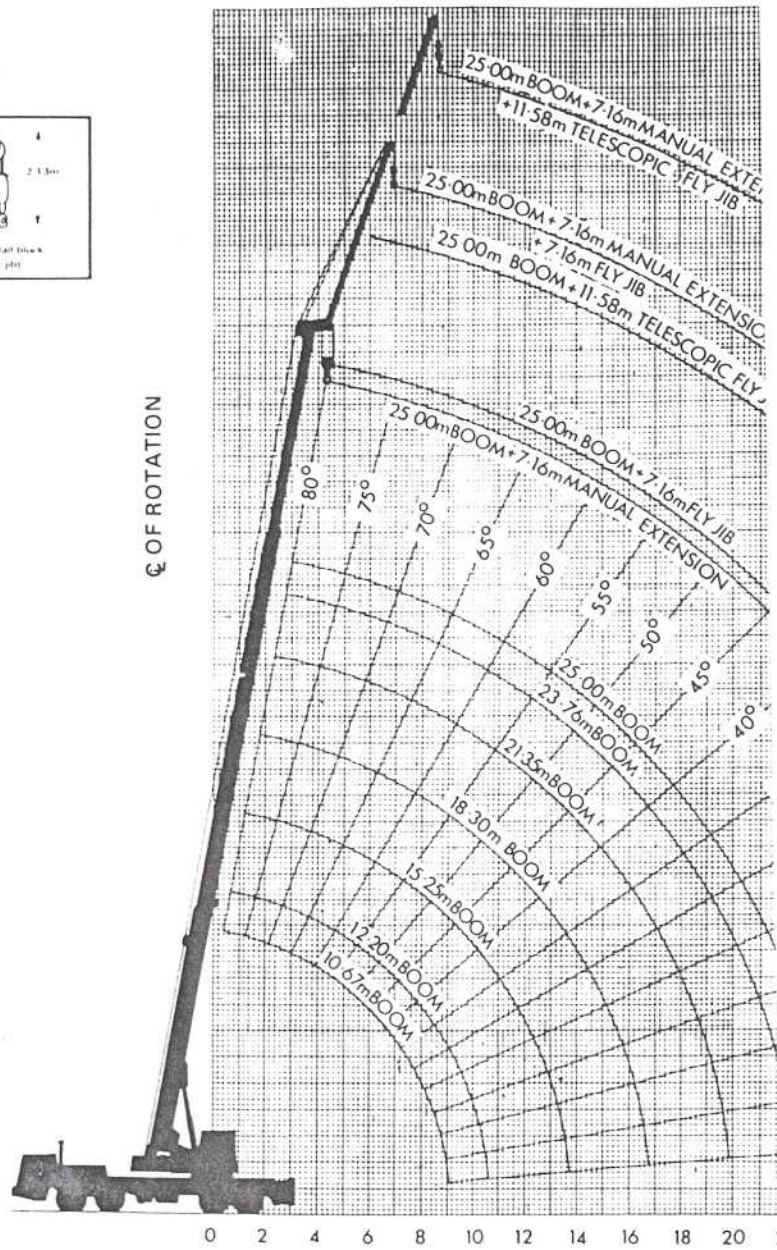 25·00m BOOM+7·16m MANUAL EXTE
+11·58m TELESCOPIC FLY JIB
25·00m BOOM+7·16m MANUAL EXTENSIO
+7·16m FLY JIB
25·00m BOOM+11·58m TELESCOPIC FLY
2·13m
block
℄ OF ROTATION
25·00m BOOM+7·16m FLY JIB
25·00m BOOM+7·16m MANUAL EXTENSION
80°
75°
70°
65°
60°
55°
50°
45°
40°
25·00m BOOM
23·76m BOOM
21·35m BOOM
18·30m BOOM
15·25m BOOM
12·20m BOOM
10·67m BOOM
0 2 4 6 8 10 12 14 16 18 20